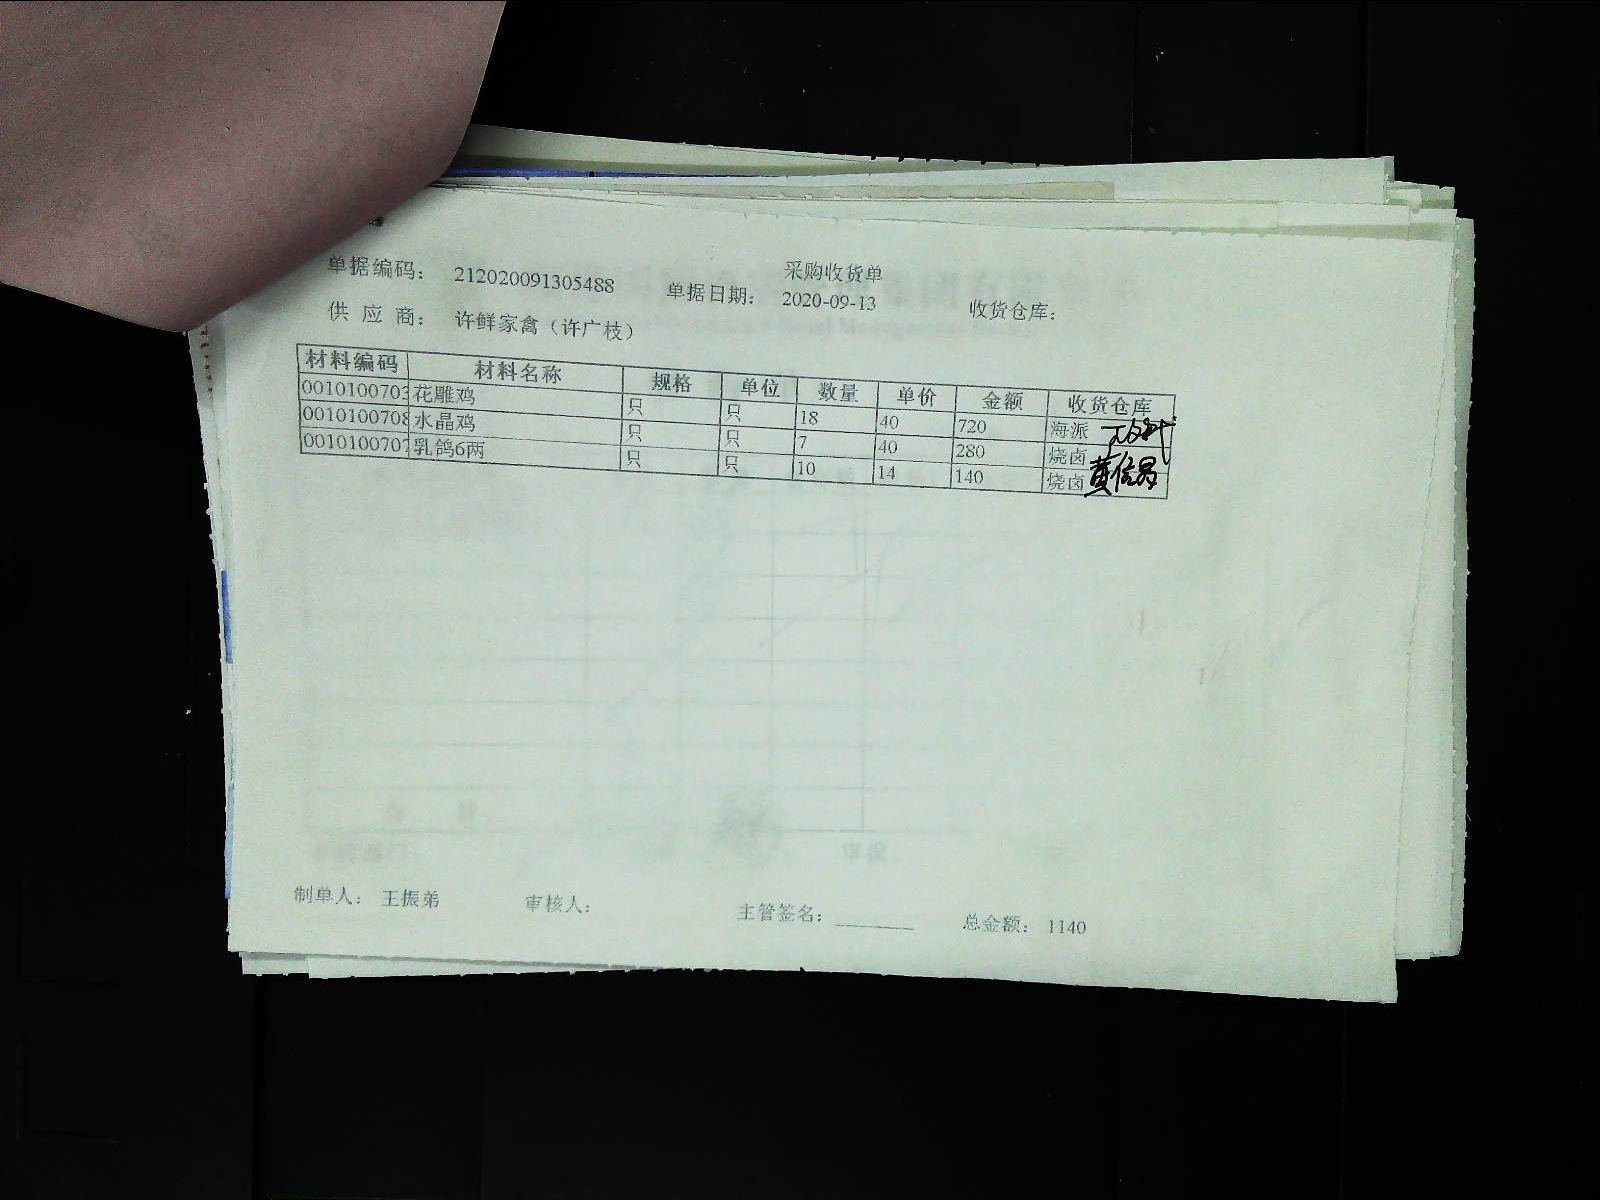 采购收货单
单据编码： 212020091305488 单据日期： 2020-09-13 收货仓库：
供 应 商： 许鲜家禽（许广枝）
材料编码 材料名称 规格 单位 数量 单价 金额 收货仓库
0010100703 花雕鸡 只 只 18 40 720 海派
0010100708 水晶鸡 只 只 7 40 280 烧卤
0010100707 乳鸽6两 只 只 10 14 140 烧卤
制单人： 王振弟 审核人： 主管签名： 总金额： 1140